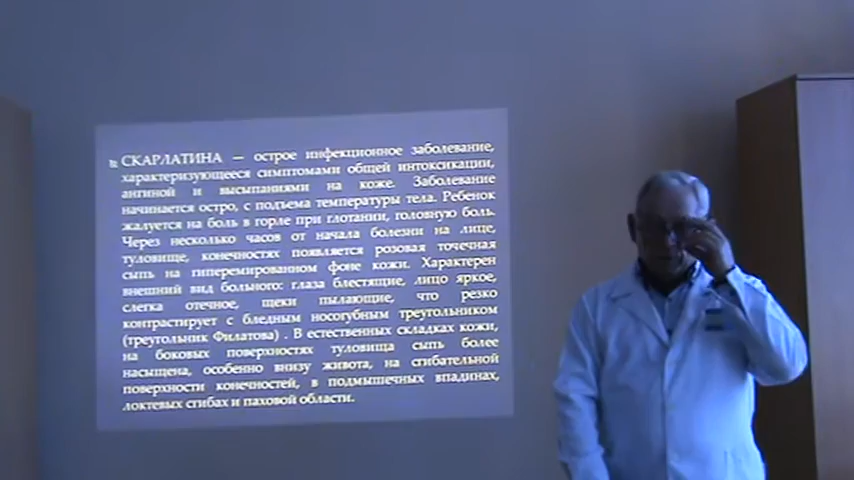 СКАРЛАТИНА — острое инфекционное заболевание,
характеризующееся симптомами общей интоксикации,
ангиной и высыпаниями на коже. Заболевание
начинается остро, с подъема температуры тела. Ребенок
жалуется на боль в горле при глотании, головную боль.
Через несколько часов от начала болезни на лице,
туловище, конечностях появляется розовая точечная
сыпь на гиперемированном фоне кожи. Характерен
внешний вид больного: глаза блестящие, лицо яркое,
слегка отечное, щеки пылающие, что резко
контрастирует с бледным носогубным треугольником
(треугольник Филатова) . В естественных складках кожи,
на боковых поверхностях туловища сыпь более
насыщена, особенно внизу живота, на сгибательной
поверхности конечностей, в подмышечных впадинах,
локтевых сгибах и паховой области.